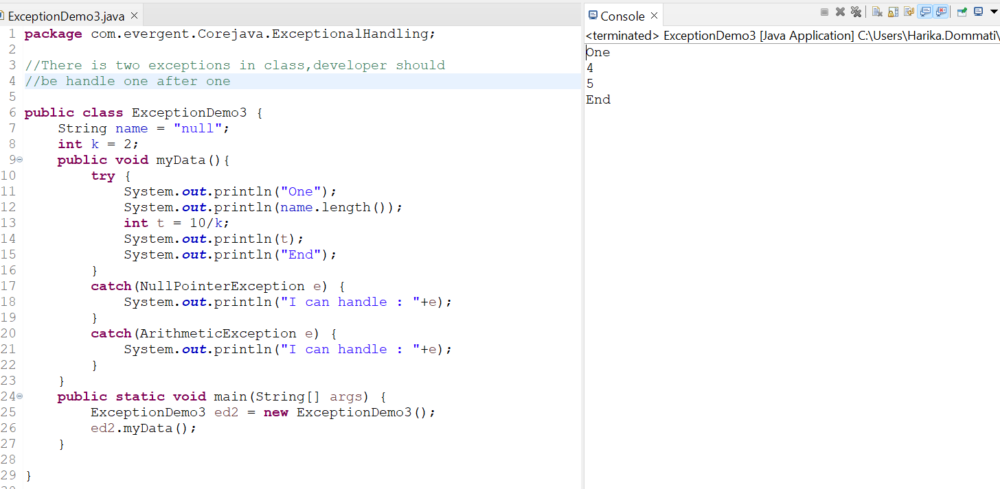 ExceptionDemo3.java
1 package com.evergent.Corejava.ExceptionalHandling;
2
3 //There is two exceptions in class,developer should
4 //be handle one after one
5
6 public class ExceptionDemo3 {
7 String name = "null";
8 int k = 2;
9 public void myData(){
10 try {
11 System.out.println("One");
12 System.out.println(name.length());
13 int t = 10/k;
14 System.out.println(t);
15 System.out.println("End");
16 }
17 catch(NullPointerException e) {
18 System.out.println("I can handle : "+e);
19 }
20 catch(ArithmeticException e) {
21 System.out.println("I can handle : "+e);
22 }
23 }
24 public static void main(String[] args) {
25 ExceptionDemo3 ed2 = new ExceptionDemo3();
26 ed2.myData();
27 }
28
29 }
Console
<terminated> ExceptionDemo3 [Java Application] C:\Users\Harika.Dommati\
One
4
5
End